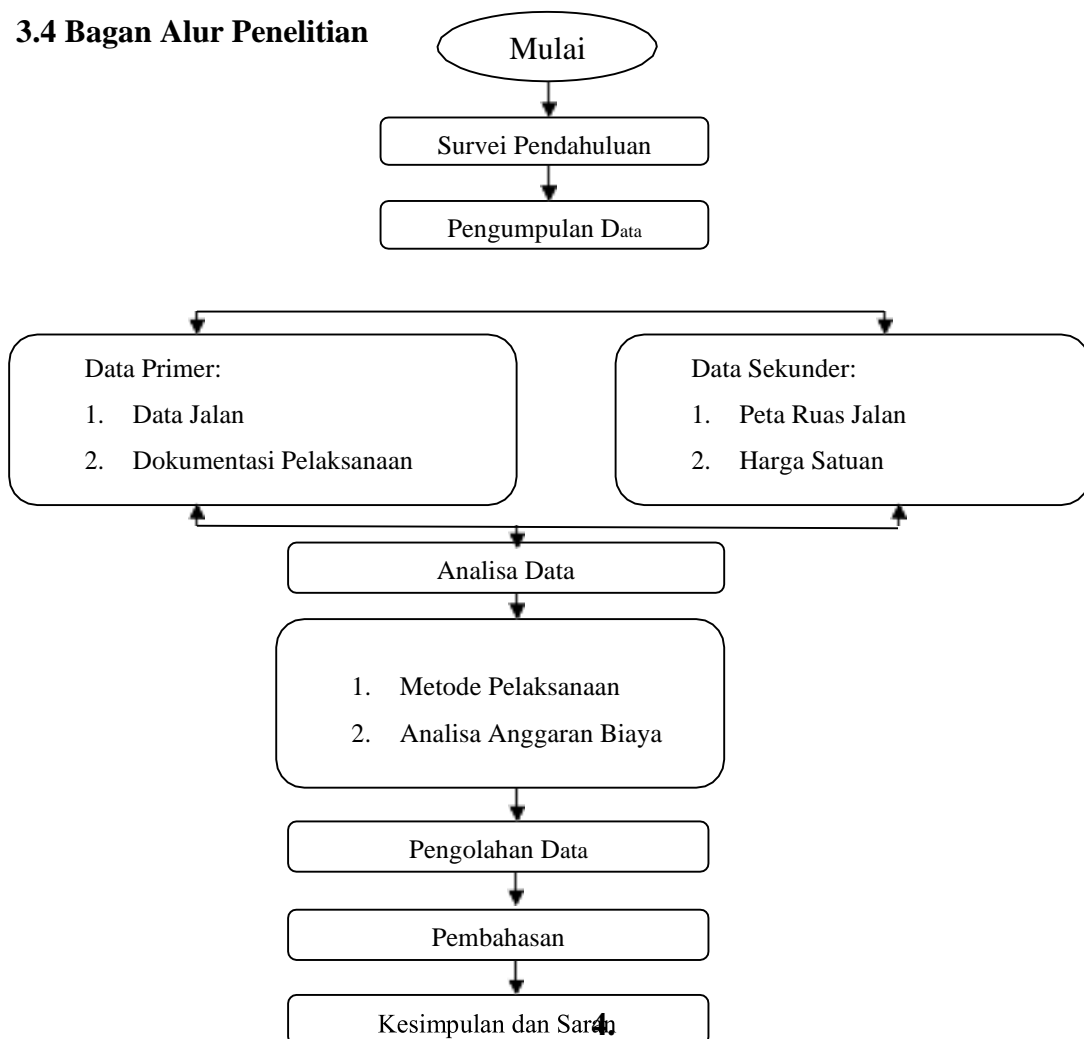 3.4 Bagan Alur Penelitian
Mulai
Survei Pendahuluan
Pengumpulan Data
Data Primer:
1. Data Jalan
2. Dokumentasi Pelaksanaan
Data Sekunder:
1. Peta Ruas Jalan
2. Harga Satuan
Analisa Data
1. Metode Pelaksanaan
2. Analisa Anggaran Biaya
Pengolahan Data
Pembahasan
Kesimpulan dan Saran
4.